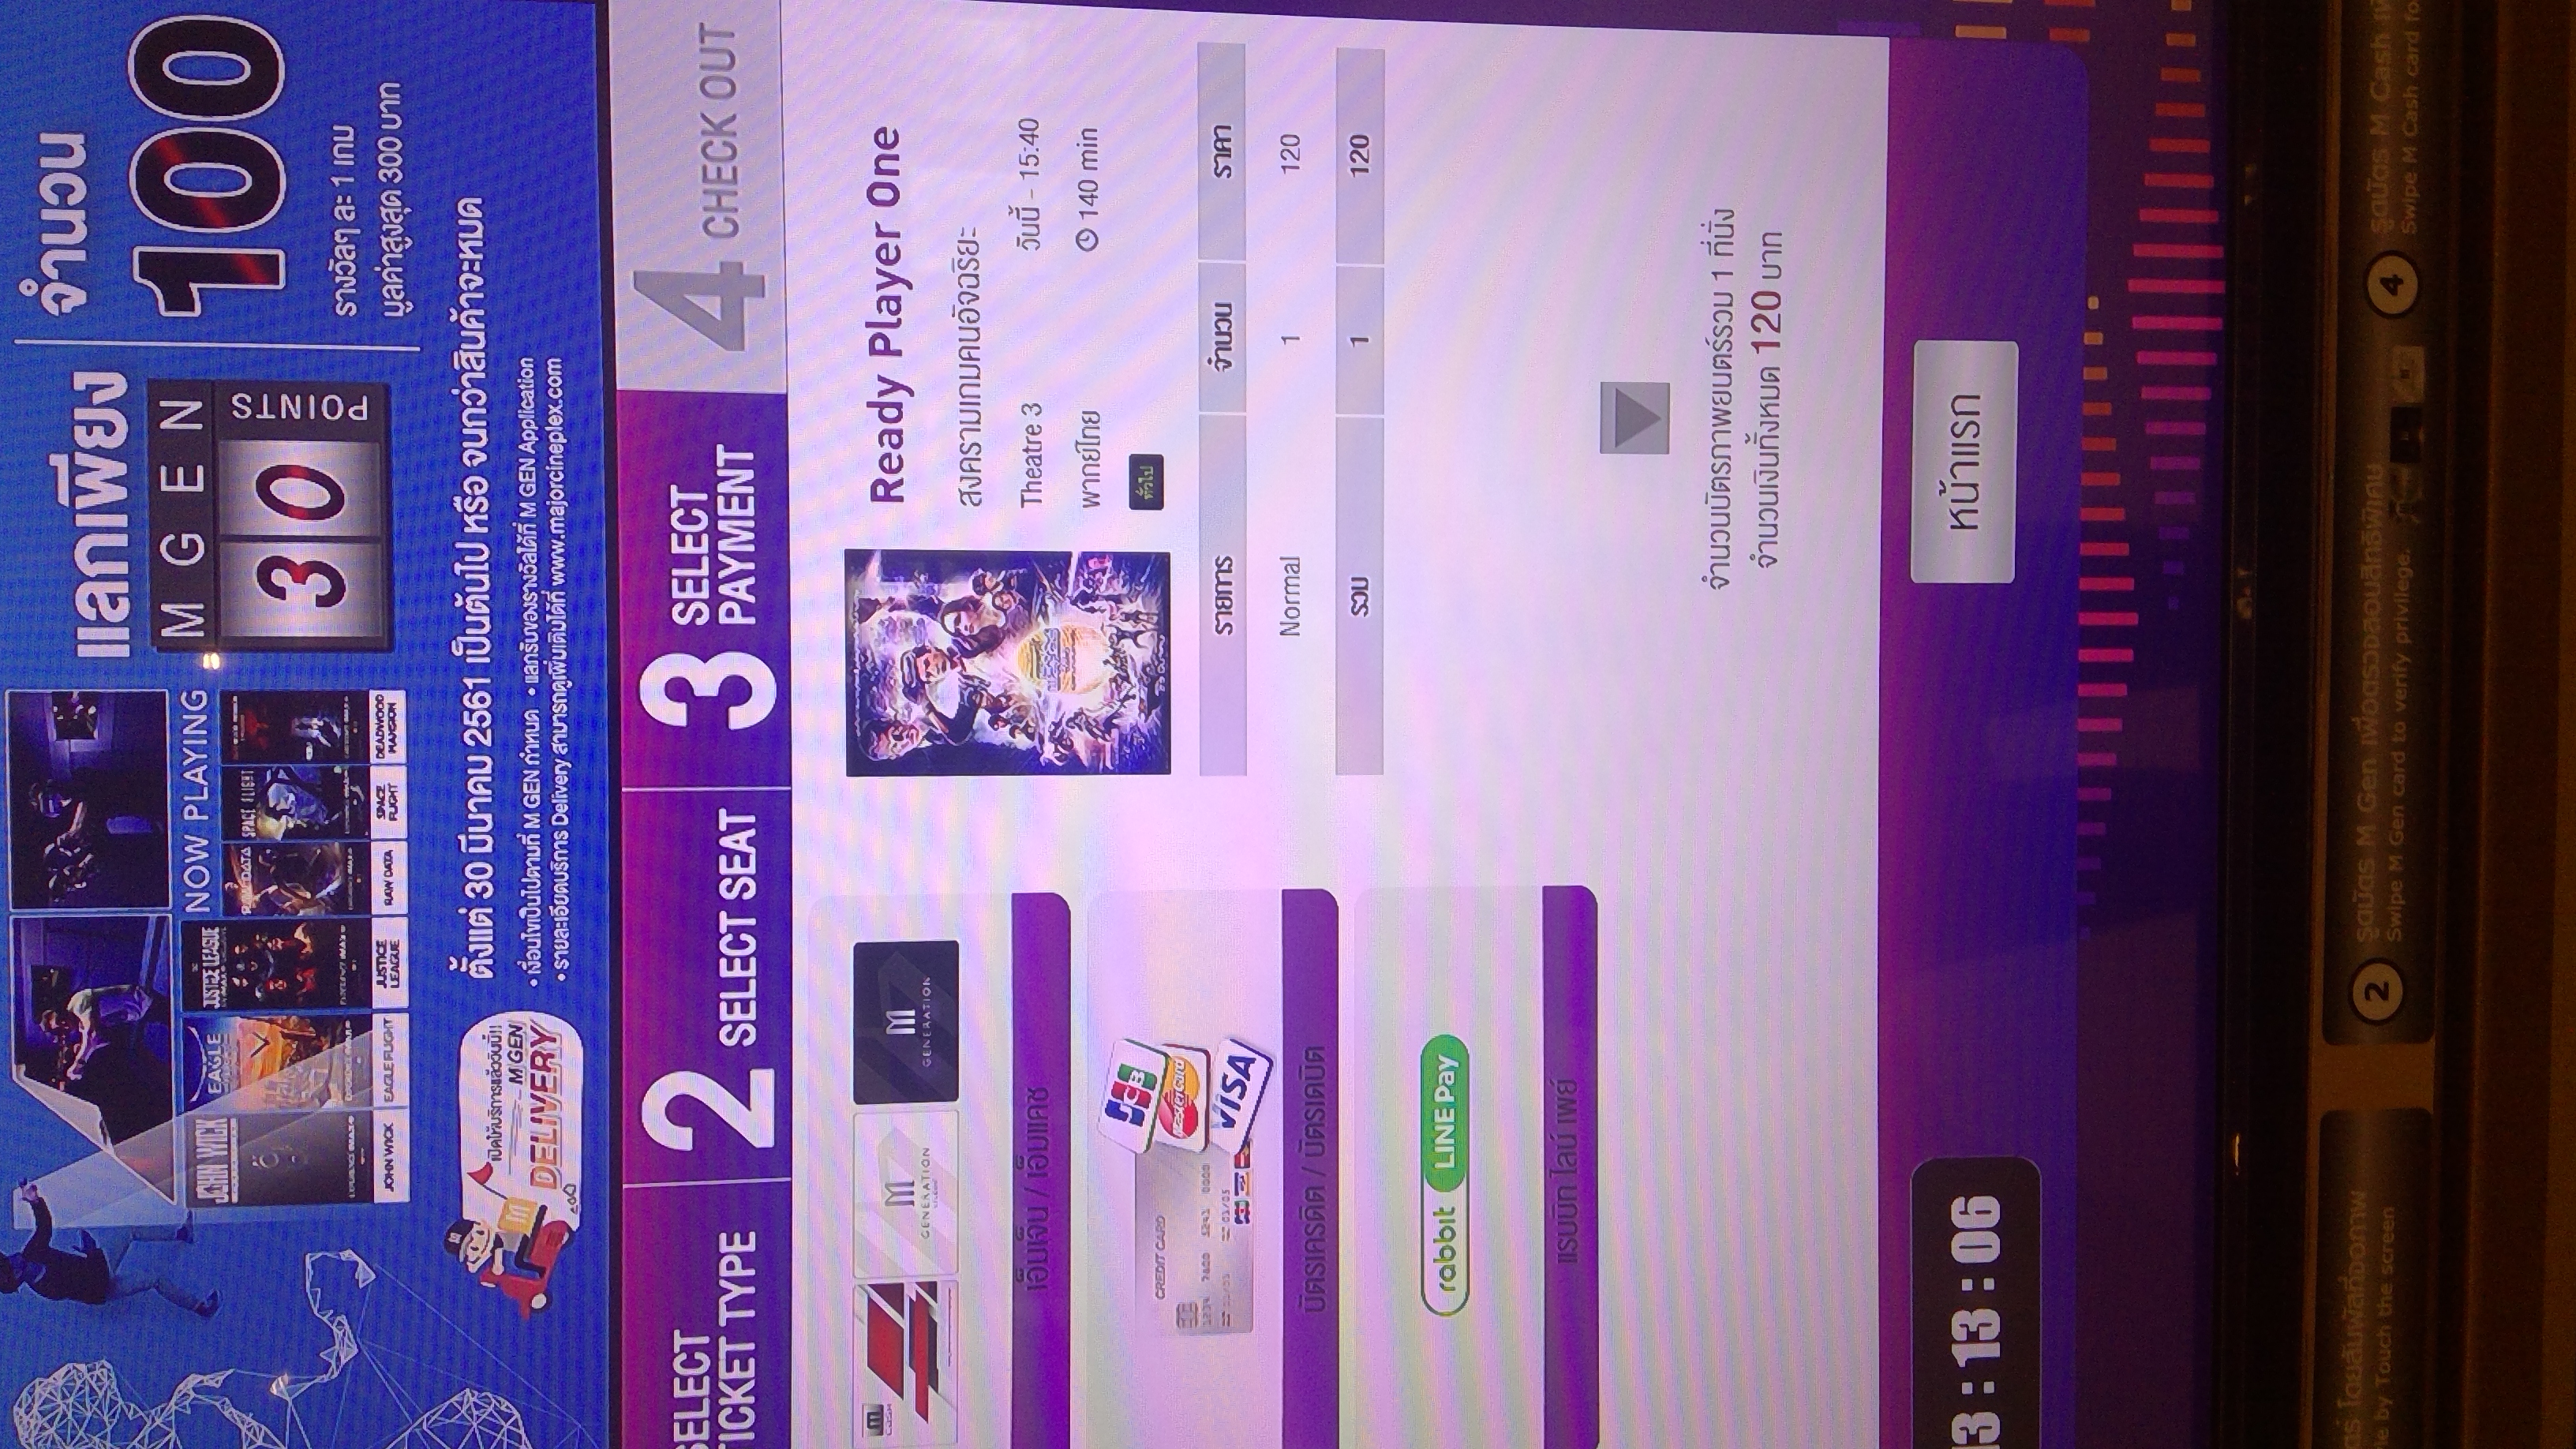 แลกเพียง
M GEN
30
POINTS
จำนวน
100
รางวัลๆ ละ 1 เกม
มูลค่าสูงสุด 300 บาท
NOW PLAYING
JOHN WICK
EAGLE FLIGHT
JUSTICE LEAGUE
RAW DATA
SPACE FLIGHT
DEADWOOD MANSION
ตั้งแต่ 30 มีนาคม 2561 เป็นต้นไป หรือ จนกว่าสินค้าจะหมด
• เงื่อนไขเป็นไปตามที่ M GEN กำหนด • แลกรับของรางวัลได้ที่ M GEN Application
• รายละเอียดบริการ Delivery สามารถดูเพิ่มเติมได้ที่ www.majorcineplex.com
เปิดให้บริการแล้ววันนี้!!
M GEN
DELIVERY
SELECT
TICKET TYPE
2 SELECT SEAT
3 SELECT
PAYMENT
4 CHECK OUT
M GENERATION
M GENERATION
เอ็มเจ็น / เอ็มแคช
CREDIT CARD
JCB
MasterCard
VISA
บัตรเครดิต / บัตรเดบิต
rabbit LINE Pay
แรบบิท ไลน์ เพย์
Ready Player One
สงครามเกมคนอัจฉริยะ
Theatre 3 วันนี้ - 15:40
พากย์ไทย 140 min
ทั่วไป
รายการ จำนวน ราคา
Normal 1 120
รวม 1 120
จำนวนบัตรภาพยนตร์รวม 1 ที่นั่ง
จำนวนเงินทั้งหมด 120 บาท
3 : 13 : 06
หน้าแรก
by Touch the screen
2 รูดบัตร M Gen เพื่อตรวจสอบสิทธิพิเศษ
Swipe M Gen card to verify privilege.
4 รูดบัตร M Cash
Swipe M Cash card